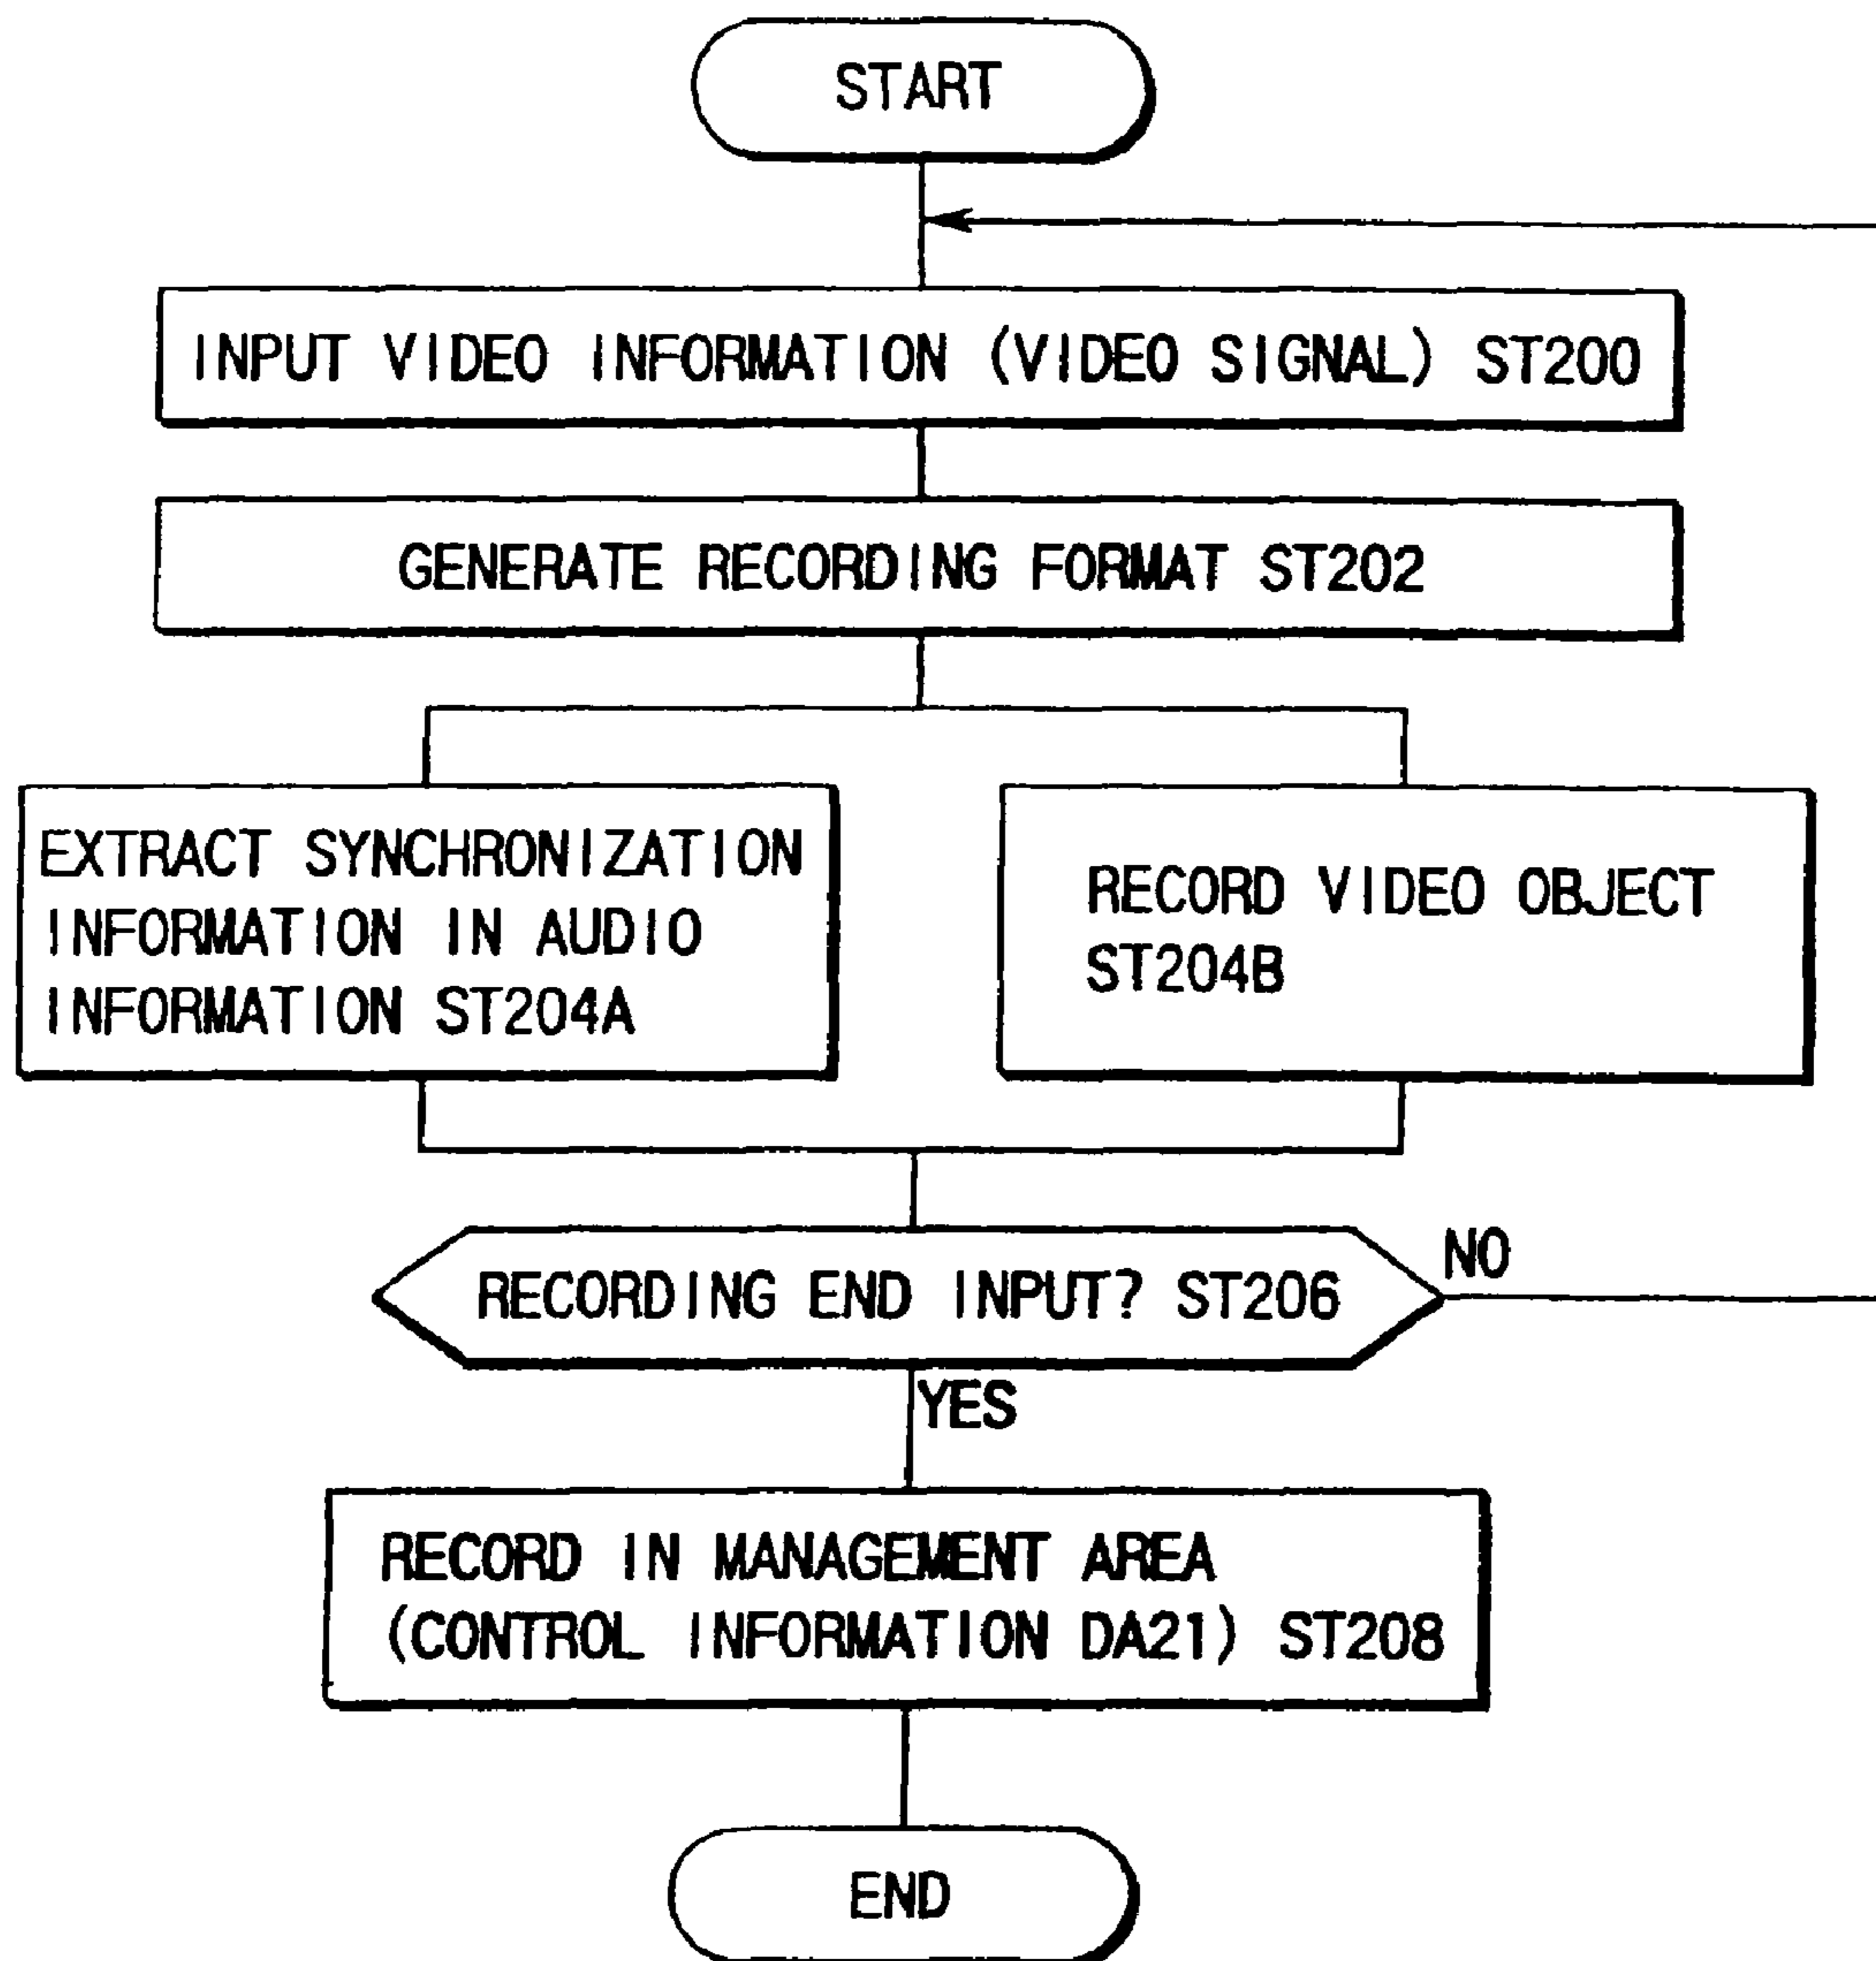 START
INPUT VIDEO INFORMATION (VIDEO SIGNAL) ST200
GENERATE RECORDING FORMAT ST202
EXTRACT SYNCHRONIZATION
INFORMATION IN AUDIO
INFORMATION ST204A
RECORD VIDEO OBJECT
ST204B
RECORDING END INPUT? ST206
NO
YES
RECORD IN MANAGEMENT AREA
(CONTROL INFORMATION DA21) ST208
END